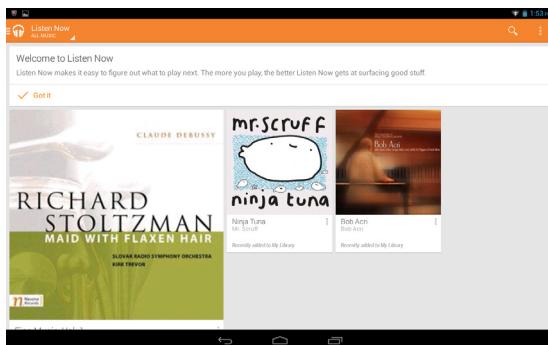 1:53
Listen Now
ALL MUSIC
Welcome to Listen Now
Listen Now makes it easy to figure out what to play next. The more you play, the better Listen Now gets at surfacing good stuff.
Got it
CLAUDE DEBUSSY
RICHARD
STOLTZMAN
MAID WITH FLAXEN HAIR
SLOVAK RADIO SYMPHONY ORCHESTRA
KIRK TREVOR
n Navona
Records
mr.scruff
ninja tuna
Ninja Tuna
Mr. Scruff
Recently added to My Library
Bob Acri
Bob Acri
Bob Acri
Recently added to My Library